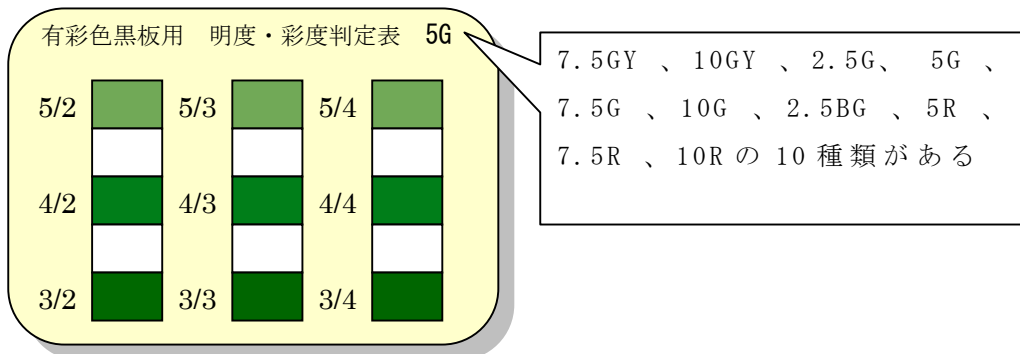 有彩色黒板用　明度・彩度判定表　5G
5/2　5/3　5/4
4/2　4/3　4/4
3/2　3/3　3/4
7.5GY 、10GY 、2.5G、 5G 、
7.5G 、10G 、2.5BG 、5R 、
7.5R 、10R の 10 種類がある